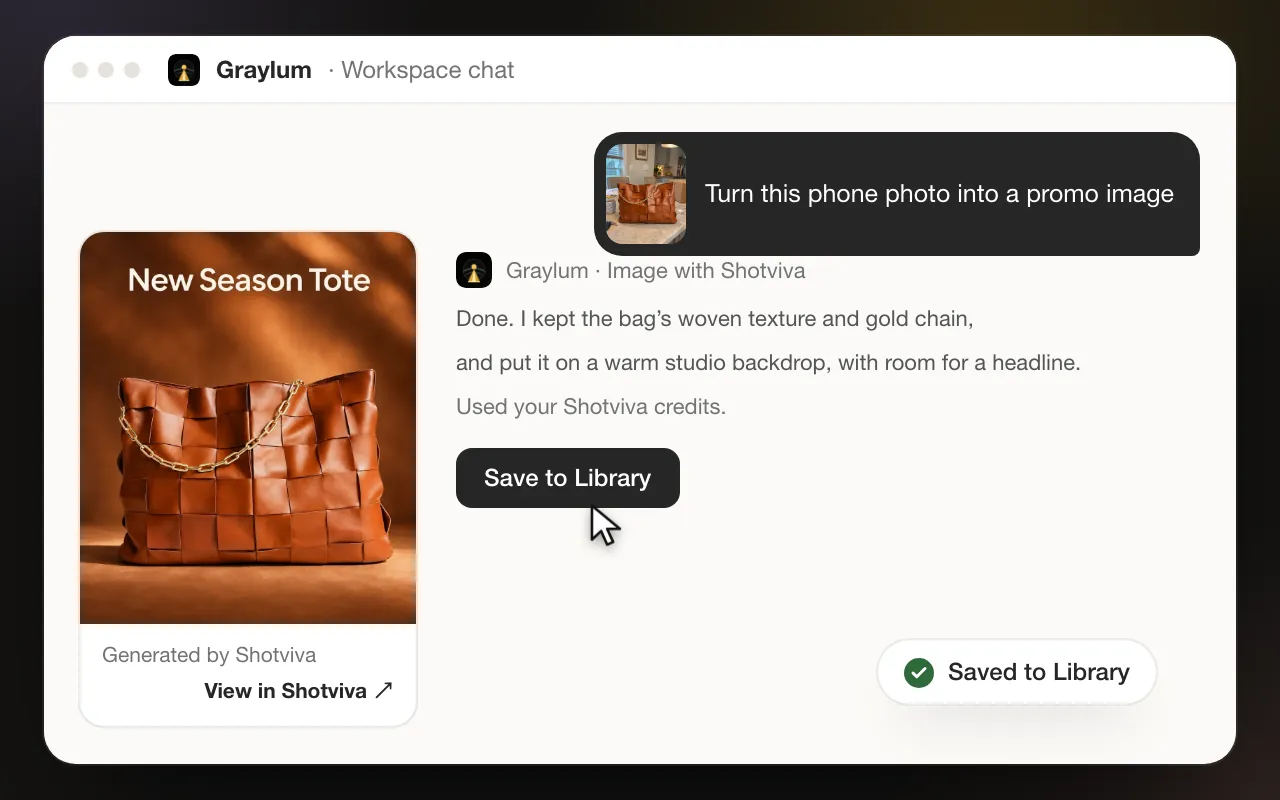 Graylum · Workspace chat
Turn this phone photo into a promo image
New Season Tote
Generated by Shotviva
View in Shotviva ↗
Graylum · Image with Shotviva
Done. I kept the bag’s woven texture and gold chain,
and put it on a warm studio backdrop, with room for a headline.
Used your Shotviva credits.
Save to Library
Saved to Library